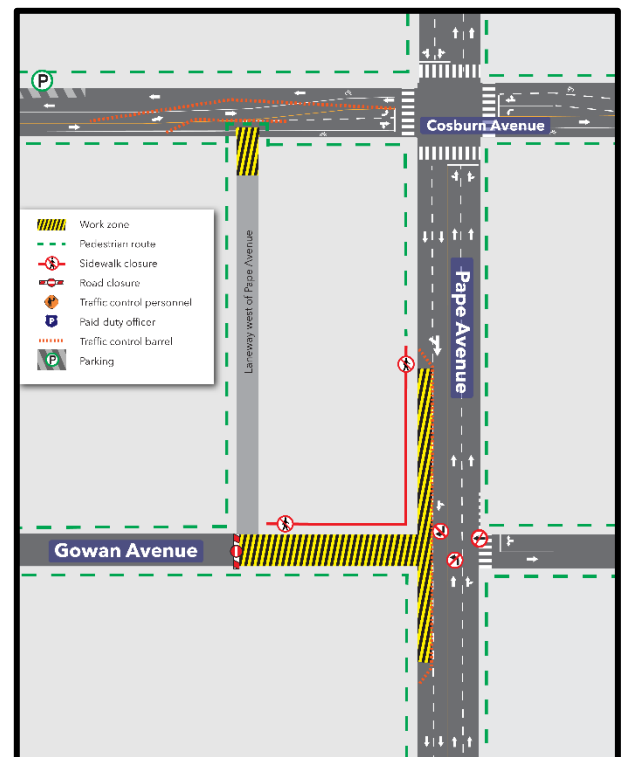 P
Cosburn Avenue
Work zone
Pedestrian route
Sidewalk closure
Road closure
Traffic control personnel
P
Paid duty officer
Traffic control barrel
P
Parking
Laneway west of Pape Avenue
Pape Avenue
Gowan Avenue